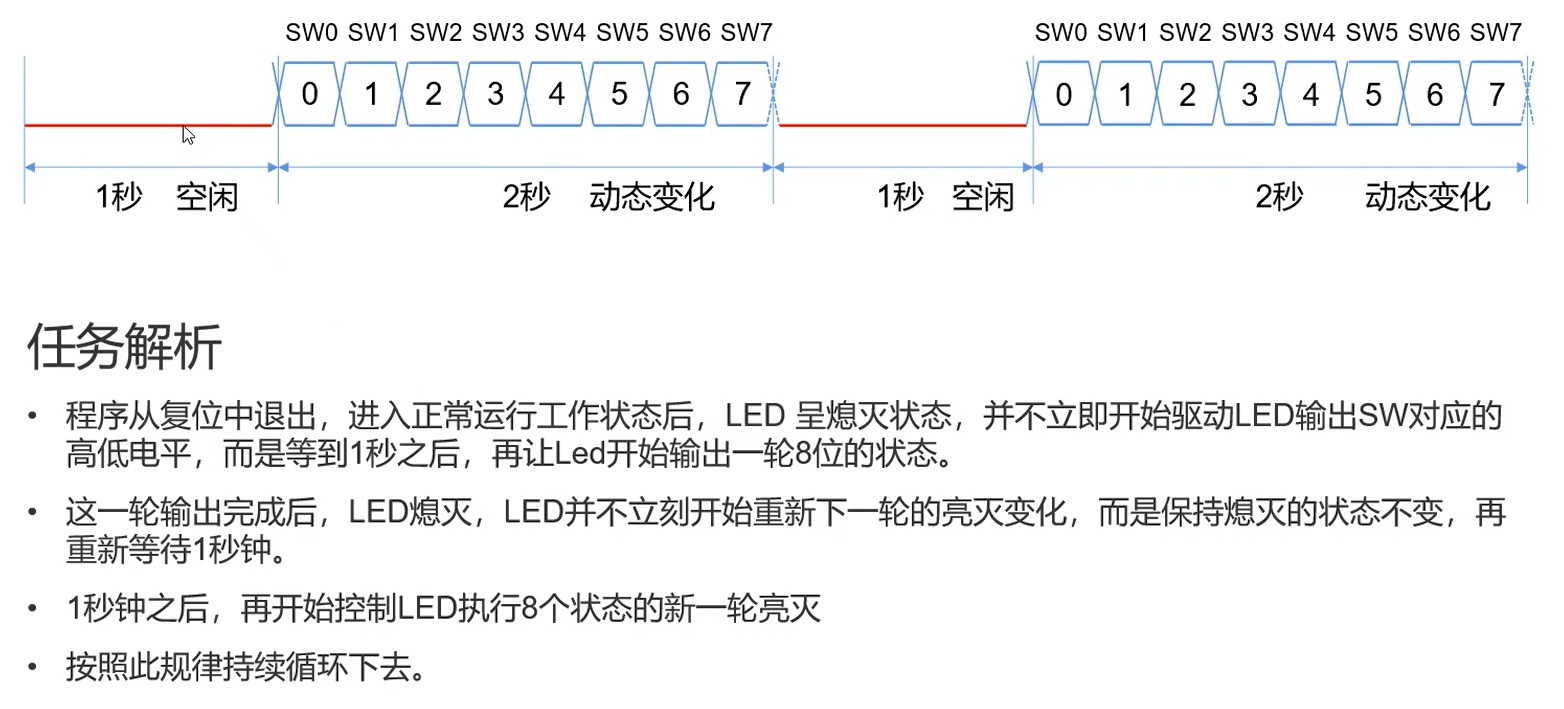 SW0 SW1 SW2 SW3 SW4 SW5 SW6 SW7 SW0 SW1 SW2 SW3 SW4 SW5 SW6 SW7
0 1 2 3 4 5 6 7 0 1 2 3 4 5 6 7
1秒 空闲 2秒 动态变化 1秒 空闲 2秒 动态变化
任务解析
• 程序从复位中退出，进入正常运行工作状态后，LED 呈熄灭状态，并不立即开始驱动LED输出SW对应的
高低电平，而是等到1秒之后，再让Led开始输出一轮8位的状态。
• 这一轮输出完成后，LED熄灭，LED并不立刻开始重新下一轮的亮灭变化，而是保持熄灭的状态不变，再
重新等待1秒钟。
• 1秒钟之后，再开始控制LED执行8个状态的新一轮亮灭
• 按照此规律持续循环下去。